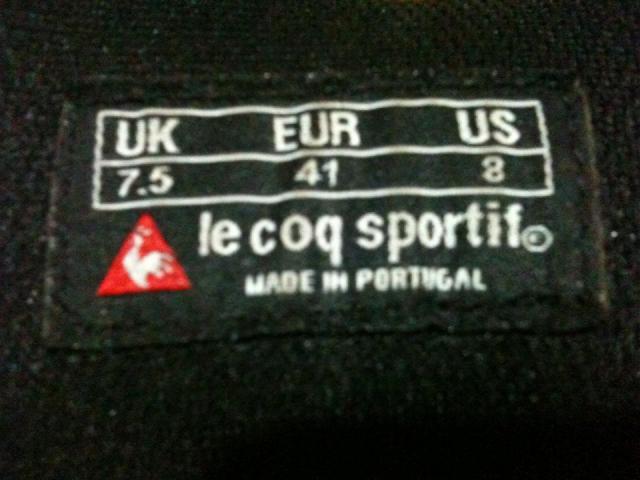 UK EUR US
7.5 41 8
le coq sportif
MADE IN PORTUGAL